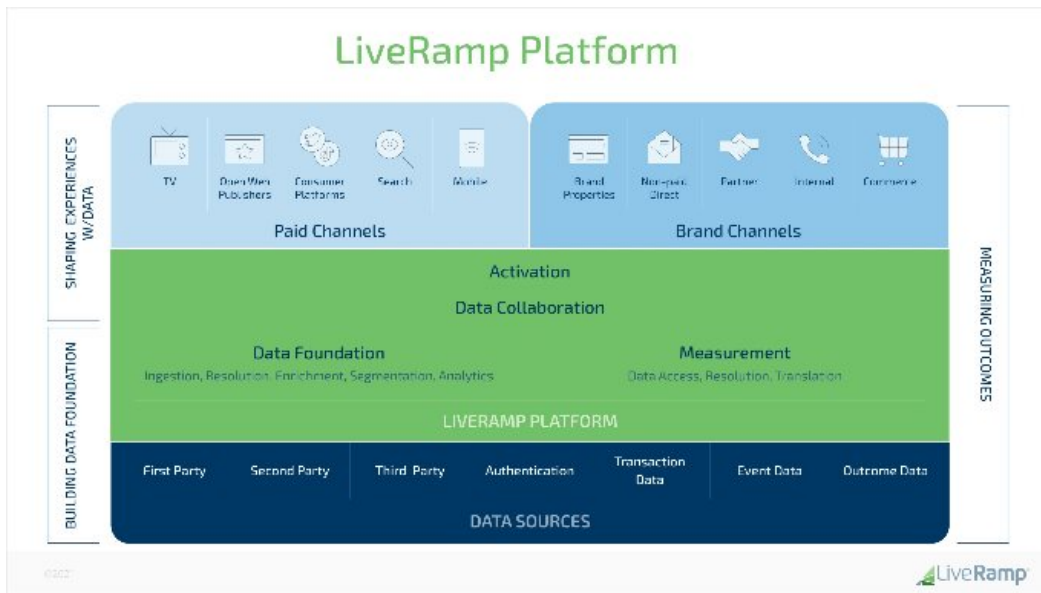 LiveRamp Platform
SHAPING EXPERIENCES
W/DATA
TV
Open Web
Publishers
Consumer
Platforms
Search
Mobile
Paid Channels
Brand
Properties
Non-paid
Direct
Partner
Internal
Commerce
Brand Channels
Activation
Data Collaboration
BUILDING DATA FOUNDATION
Data Foundation
Ingestion, Resolution, Enrichment, Segmentation, Analytics
Measurement
Data Access, Resolution, Translation
LIVERAMP PLATFORM
First Party
Second Party
Third Party
Authentication
Transaction
Data
Event Data
Outcome Data
DATA SOURCES
MEASURING OUTCOMES
LiveRamp